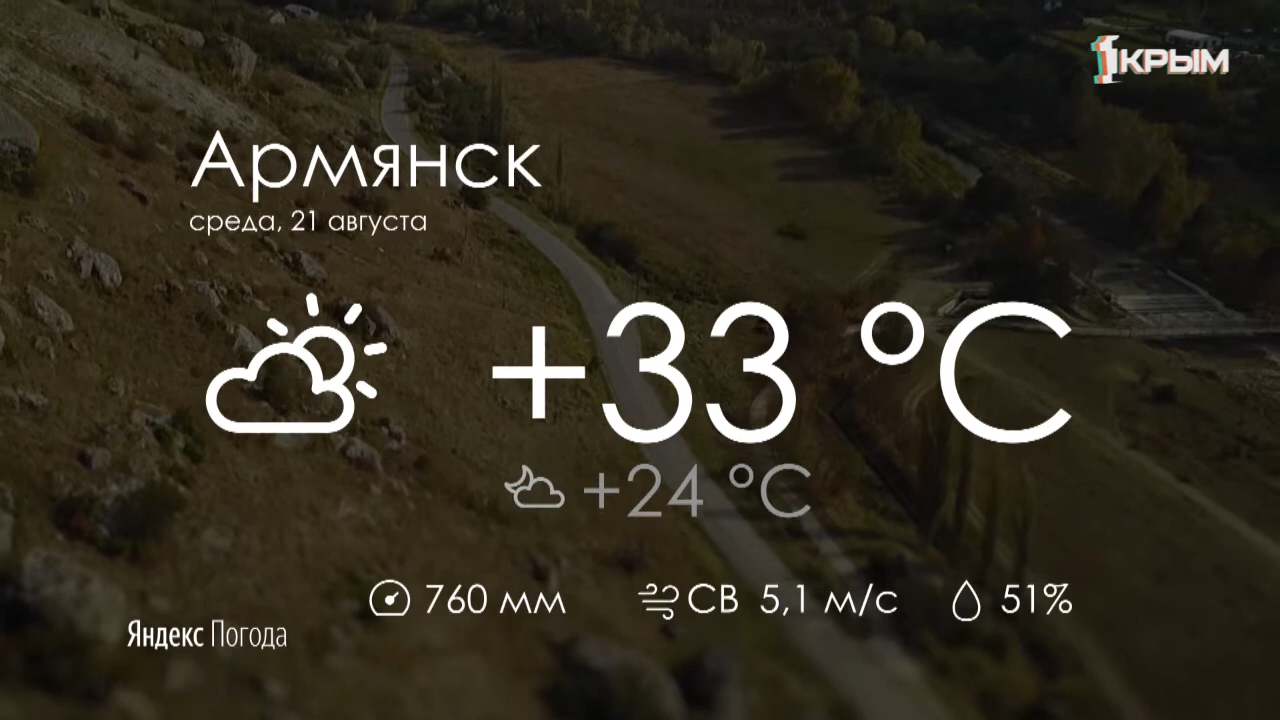 1КРЫМ
Армянск
среда, 21 августа
+33 °C
+24 °C
760 мм
СВ 5,1 м/с
51%
Яндекс Погода